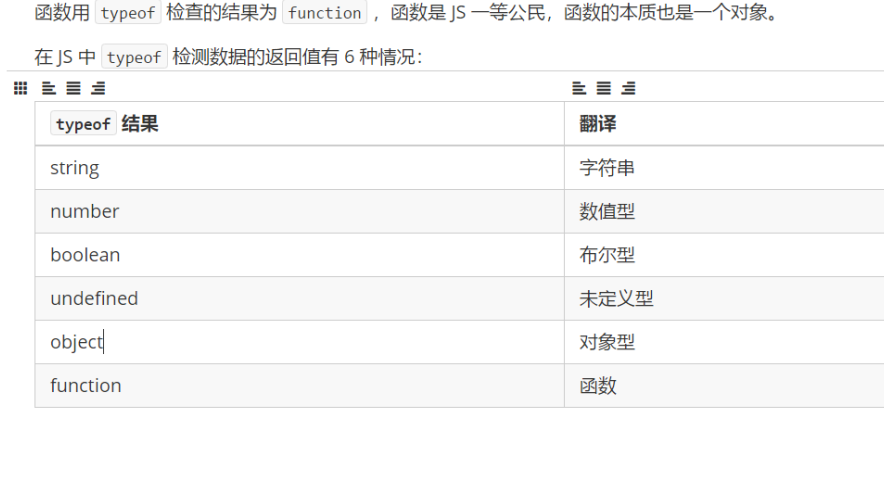 函数用 typeof 检查的结果为 function ，函数是 JS 一等公民，函数的本质也是一个对象。
在 JS 中 typeof 检测数据的返回值有 6 种情况：
typeof 结果 翻译
string 字符串
number 数值型
boolean 布尔型
undefined 未定义型
object 对象型
function 函数